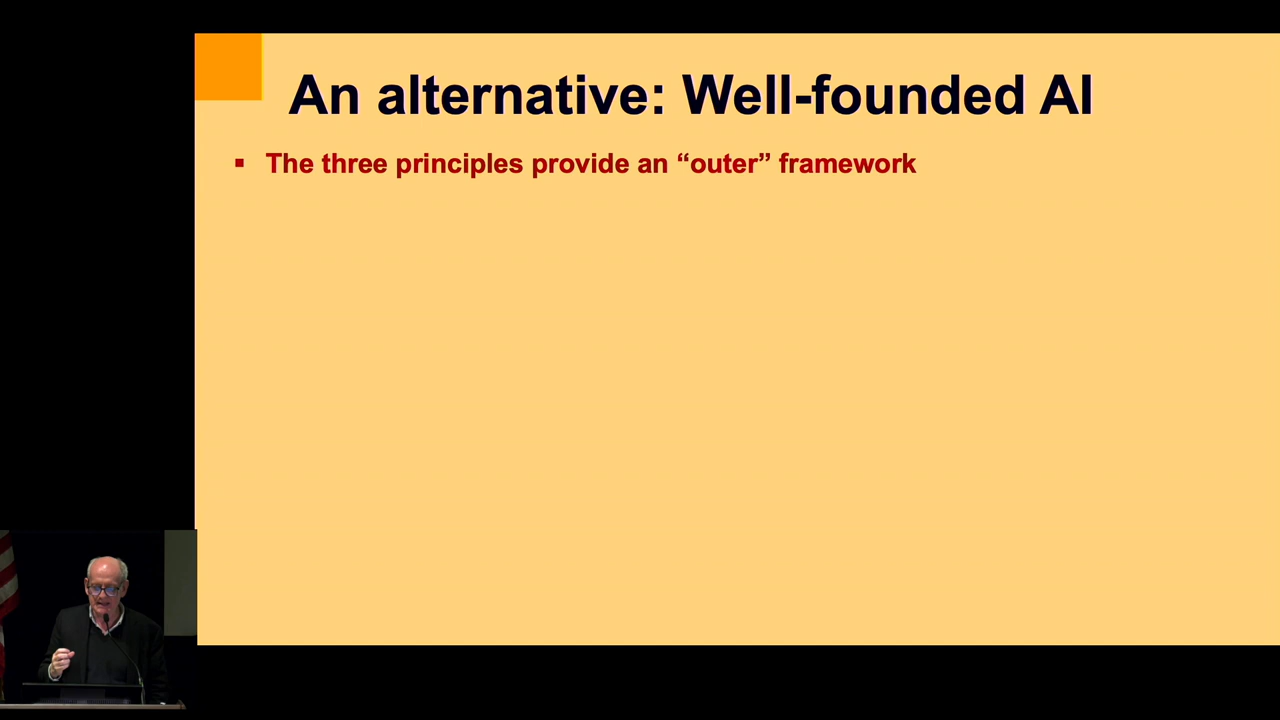 An alternative: Well-founded AI
▪ The three principles provide an “outer” framework